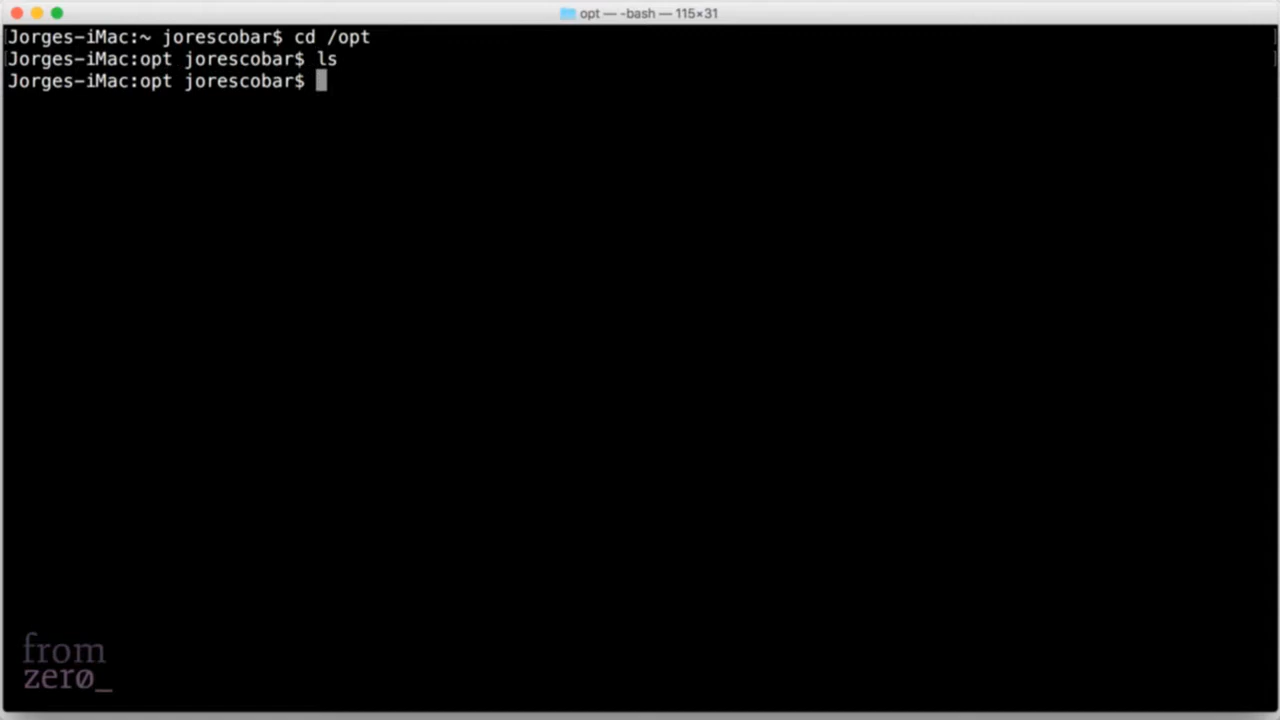 opt — -bash — 115×31
Jorges-iMac:~ jorescobar$ cd /opt
Jorges-iMac:opt jorescobar$ ls
Jorges-iMac:opt jorescobar$
from
zerø_